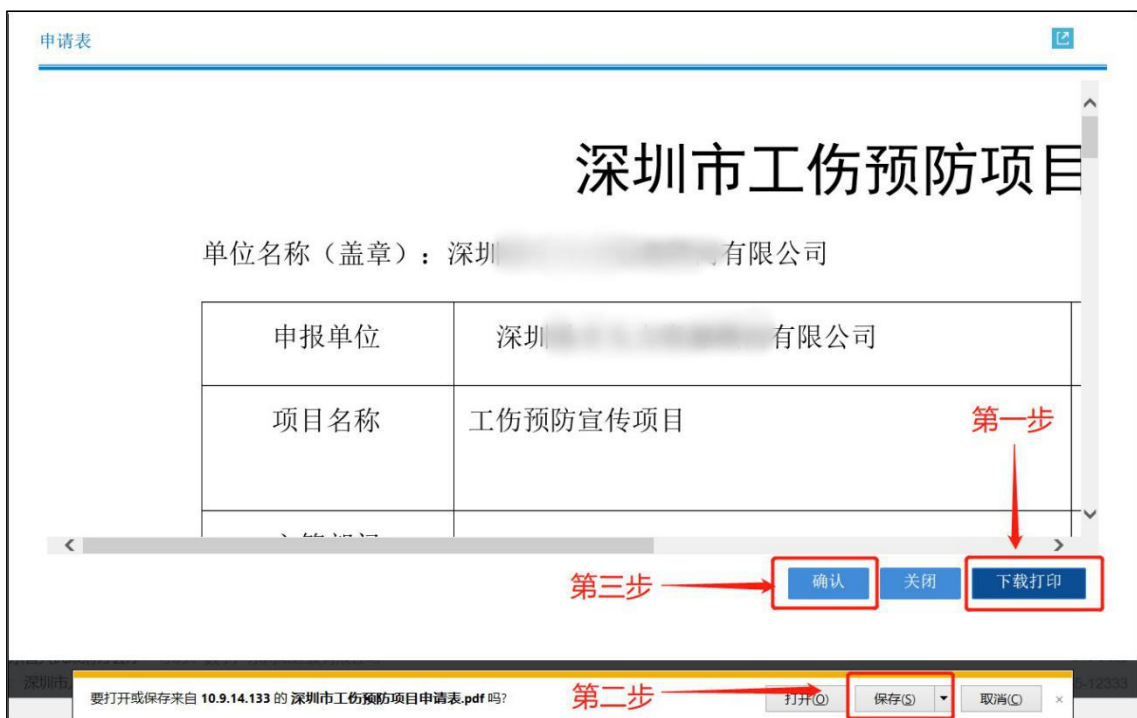 申请表
深圳市工伤预防项目
单位名称（盖章）：深圳 有限公司
申报单位 深圳 有限公司
项目名称 工伤预防宣传项目
第一步
第三步 确认 关闭 下载打印
深圳市 5-12333
要打开或保存来自 10.9.14.133 的 深圳市工伤预防项目申请表.pdf 吗? 第二步 打开(O) 保存(S) 取消(C) ×